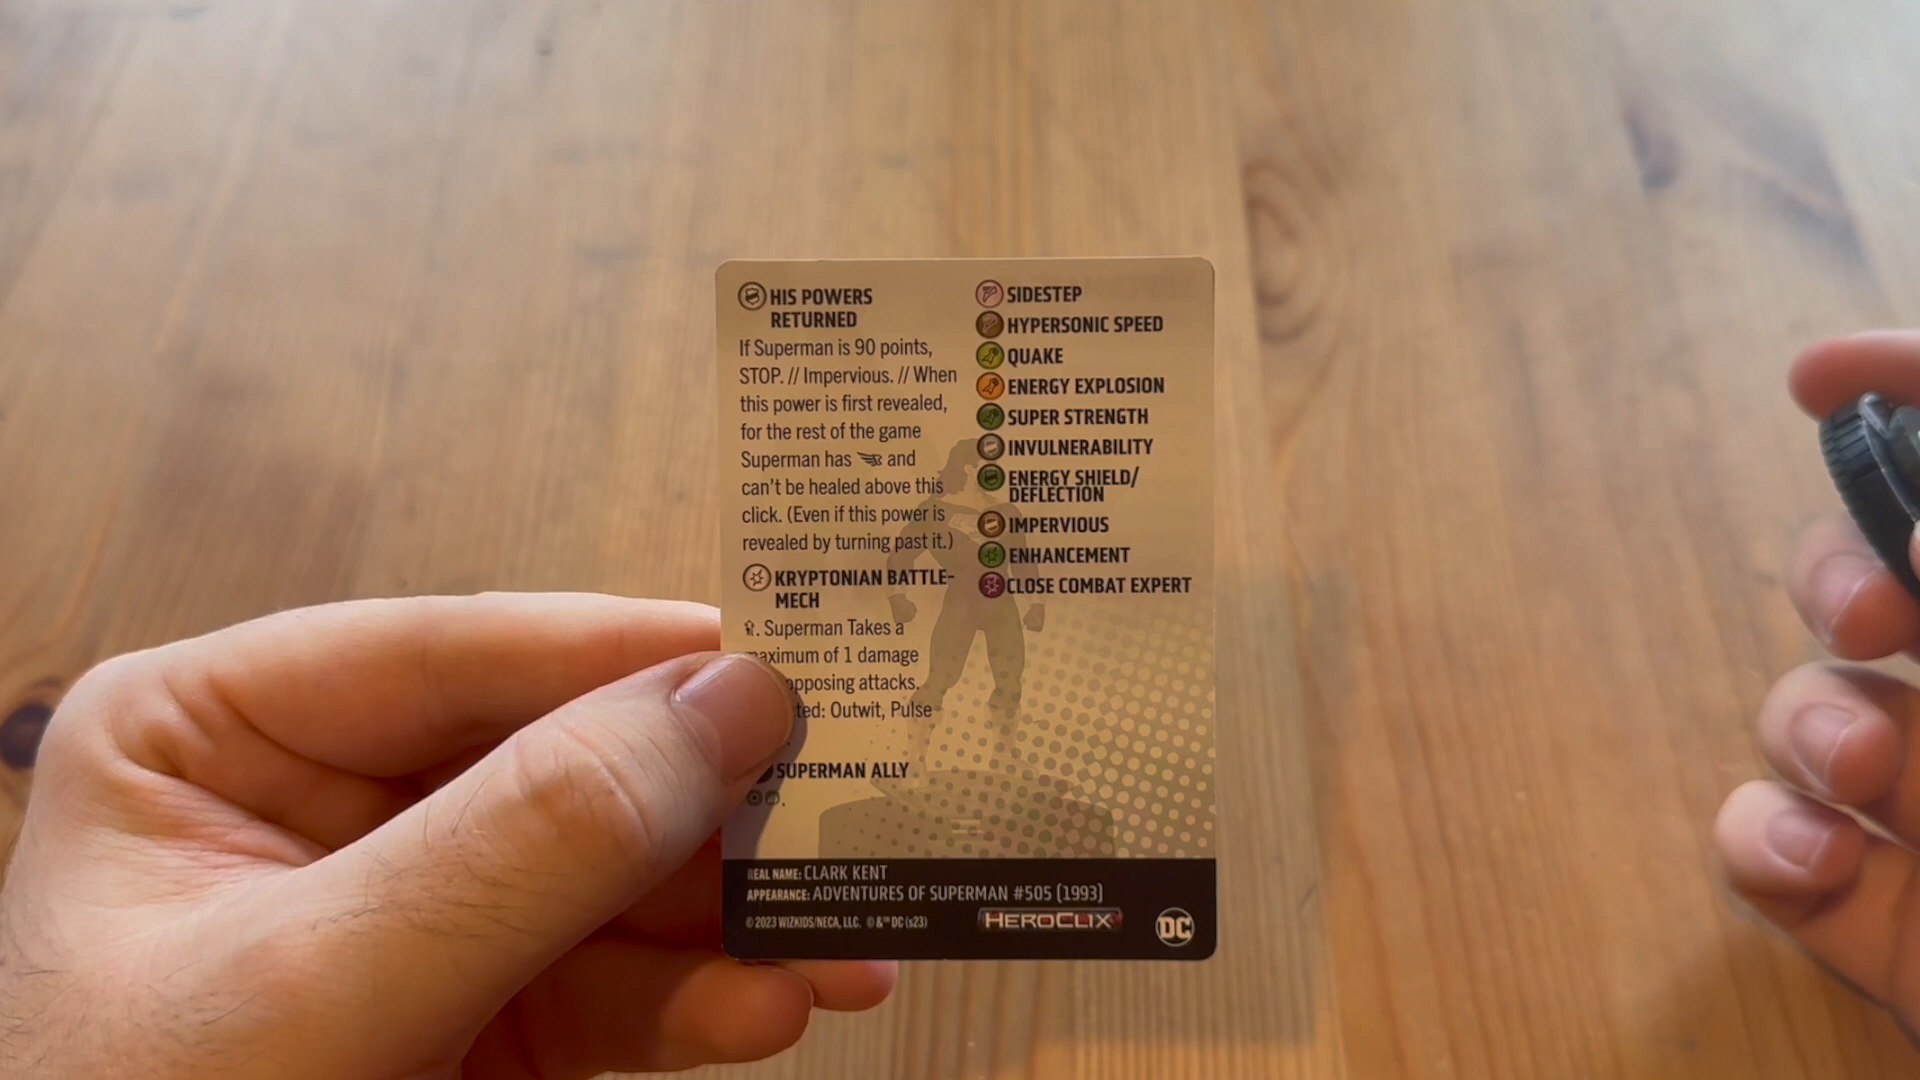 HIS POWERS
RETURNED
If Superman is 90 points,
STOP. // Impervious. // When
this power is first revealed,
for the rest of the game
Superman has and
can't be healed above this
click. (Even if this power is
revealed by turning past it.)
KRYPTONIAN BATTLE-
MECH
. Superman Takes a
maximum of 1 damage
opposing attacks.
Outwit, Pulse
SUPERMAN ALLY
SIDESTEP
HYPERSONIC SPEED
QUAKE
ENERGY EXPLOSION
SUPER STRENGTH
INVULNERABILITY
ENERGY SHIELD/
DEFLECTION
IMPERVIOUS
ENHANCEMENT
CLOSE COMBAT EXPERT
REAL NAME: CLARK KENT
APPEARANCE: ADVENTURES OF SUPERMAN #505 (1993)
© 2023 WIZKIDS/NECA, LLC. © & ™ DC (s23)
HEROCLIX
DC